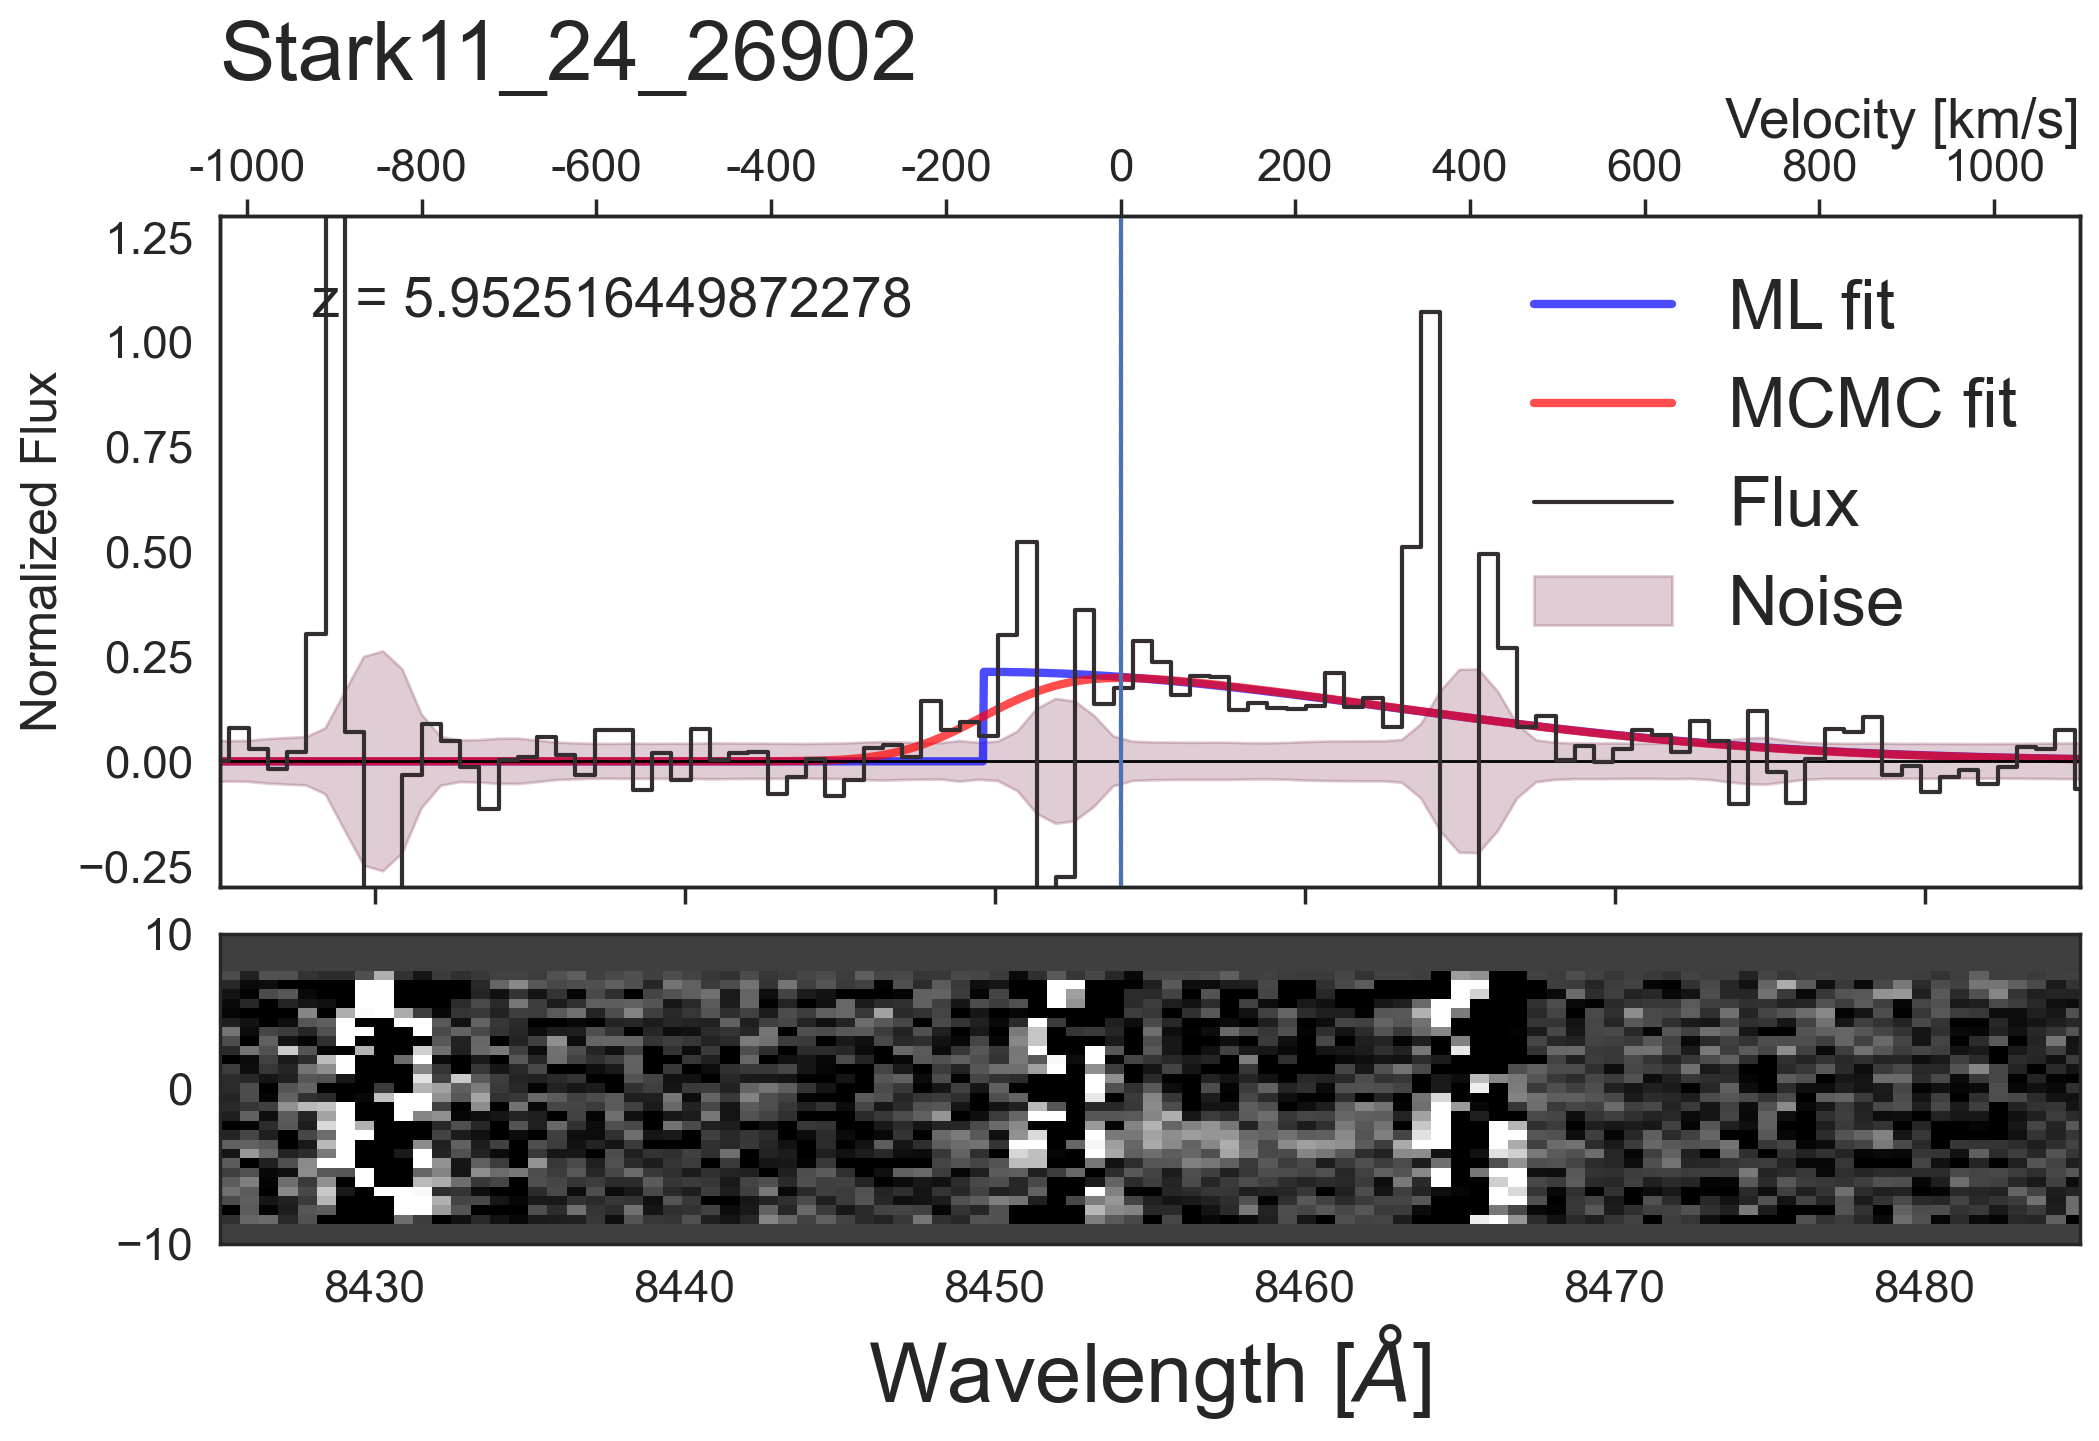 Stark11_24_26902
Velocity [km/s]
-1000 -800 -600 -400 -200 0 200 400 600 800 1000
1.25
1.00
0.75
0.50
0.25
0.00
−0.25
Normalized Flux
z = 5.952516449872278
ML fit
MCMC fit
Flux
Noise
10
0
−10
8430 8440 8450 8460 8470 8480
Wavelength [Å]